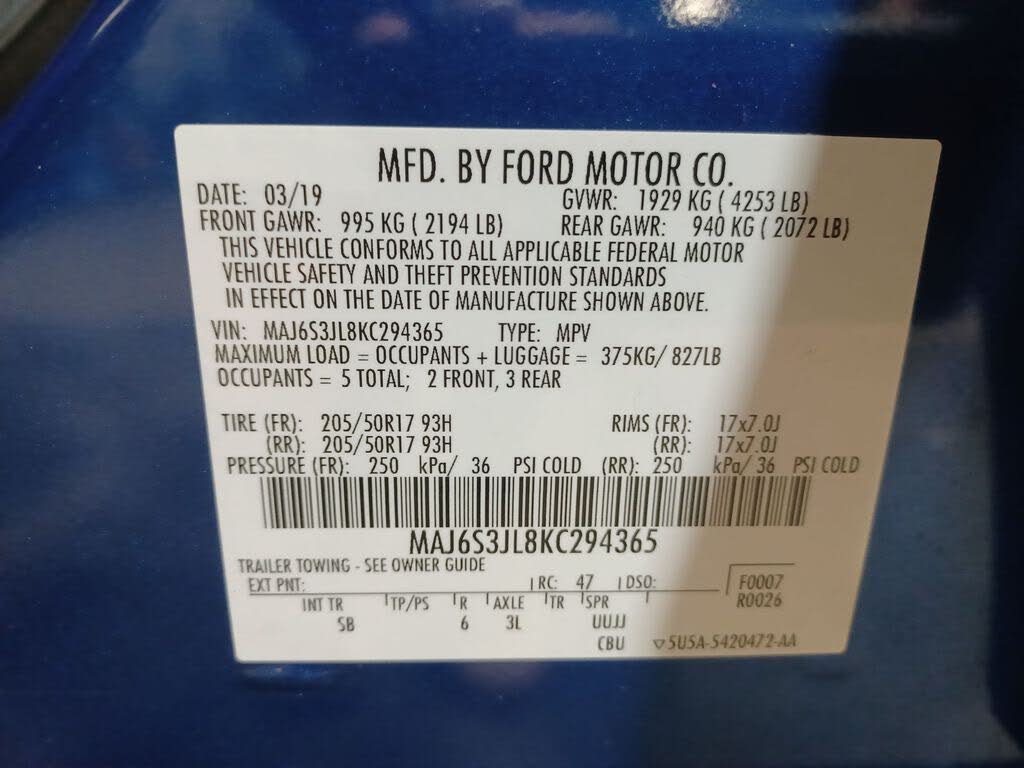 MFD. BY FORD MOTOR CO.
DATE: 03/19 GVWR: 1929 KG ( 4253 LB)
FRONT GAWR: 995 KG ( 2194 LB) REAR GAWR: 940 KG ( 2072 LB)
THIS VEHICLE CONFORMS TO ALL APPLICABLE FEDERAL MOTOR
VEHICLE SAFETY AND THEFT PREVENTION STANDARDS
IN EFFECT ON THE DATE OF MANUFACTURE SHOWN ABOVE.
VIN: MAJ6S3JL8KC294365 TYPE: MPV
MAXIMUM LOAD = OCCUPANTS + LUGGAGE = 375KG/ 827LB
OCCUPANTS = 5 TOTAL; 2 FRONT, 3 REAR
TIRE (FR): 205/50R17 93H RIMS (FR): 17x7.0J
(RR): 205/50R17 93H (RR): 17x7.0J
PRESSURE (FR): 250 kPa/ 36 PSI COLD (RR): 250 kPa/ 36 PSI COLD
MAJ6S3JL8KC294365
TRAILER TOWING - SEE OWNER GUIDE
EXT PNT: RC: 47 DSO: F0007
R0026
INT TR TP/PS R AXLE TR SPR
SB 6 3L UUJJ
CBU 5U5A-5420472-AA